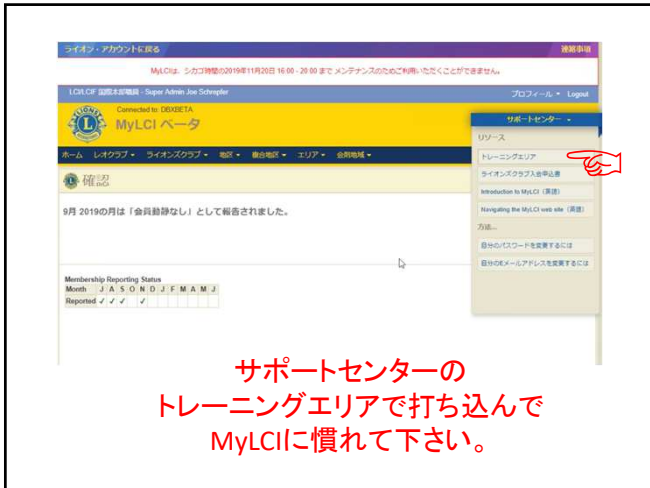 ライオン・アカウントに戻る
連絡事項
MyLCIは、シカゴ時間の2019年11月20日 16:00 - 20:00 まで メンテナンスのためご利用いただくことができません。
LCI/LCIF 国際本部職員 - Super Admin Joe Schrepler
プロフィール
Logout
Connected to: DBXBETA
MyLCI ベータ
サポートセンター
リソース
ホーム レオクラブ ライオンズクラブ 地区 複合地区 エリア 会則地域
トレーニングエリア
ライオンズクラブ入会申込書
確認
Introduction to MyLCI（英語）
Navigating the MyLCI web site（英語）
9月 2019の月は「会員動静なし」として報告されました。
方法...
自分のパスワードを変更するには
自分のEメールアドレスを変更するには
Membership Reporting Status
Month J A S O N D J F M A M J
Reported ✓ ✓ ✓ ✓
サポートセンターの
トレーニングエリアで打ち込んで
MyLCIに慣れて下さい。